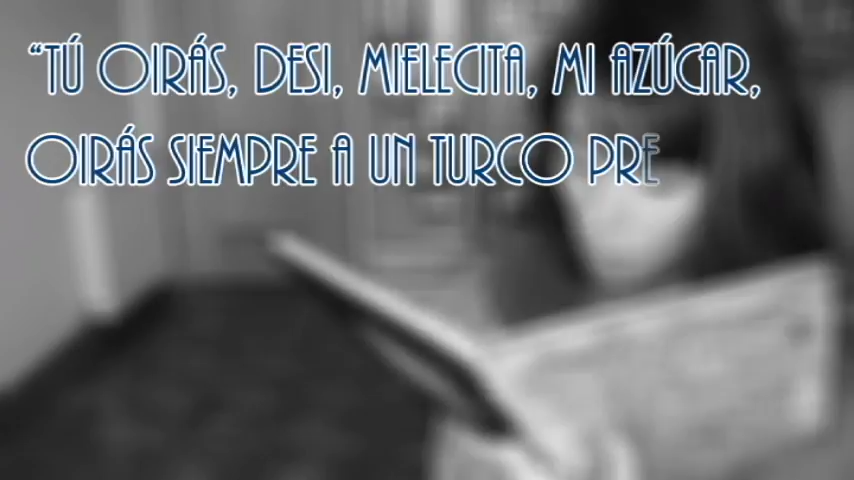 “TÚ OIRÁS, DESI, MIELECITA, MI AZÚCAR,
OIRÁS SIEMPRE A UN TURCO PRE